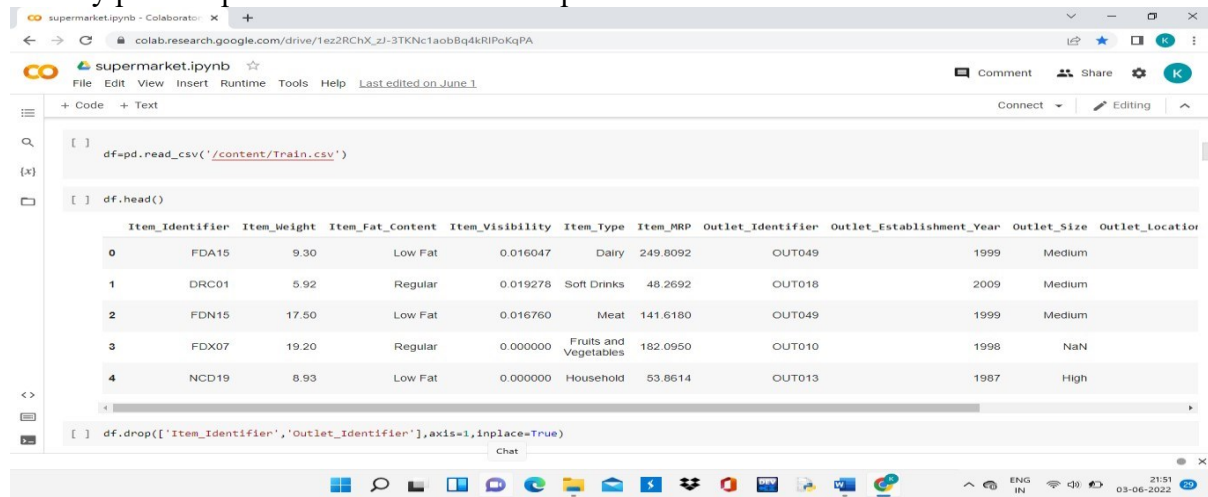 supermarket.ipynb - Colaborator
colab.research.google.com/drive/1ez2RChX_zJ-3TKNc1aobBq4kRIPoKqPA
supermarket.ipynb
Comment Share K
File Edit View Insert Runtime Tools Help Last edited on June 1
+ Code + Text Connect Editing
[ ]
df=pd.read_csv('/content/Train.csv')
{x}
[ ] df.head()
Item_Identifier Item_Weight Item_Fat_Content Item_Visibility Item_Type Item_MRP Outlet_Identifier Outlet_Establishment_Year Outlet_Size Outlet_Location
0 FDA15 9.30 Low Fat 0.016047 Dairy 249.8092 OUT049 1999 Medium
1 DRC01 5.92 Regular 0.019278 Soft Drinks 48.2692 OUT018 2009 Medium
2 FDN15 17.50 Low Fat 0.016760 Meat 141.6180 OUT049 1999 Medium
3 FDX07 19.20 Regular 0.000000 Fruits and Vegetables 182.0950 OUT010 1998 NaN
4 NCD19 8.93 Low Fat 0.000000 Household 53.8614 OUT013 1987 High
[ ] df.drop(['Item_Identifier','Outlet_Identifier'],axis=1,inplace=True)
Chat
ENG 21:51
IN 03-06-2022 29